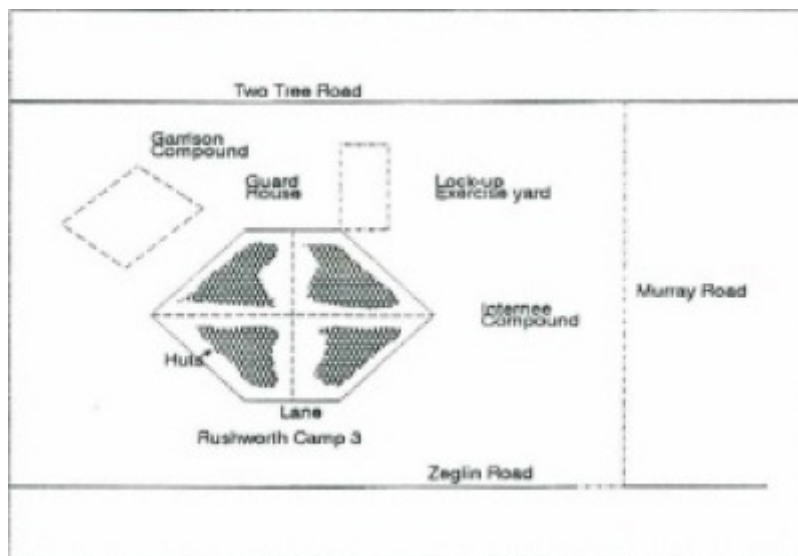 Two Tree Road
Garrison
Compound
Guard
House
Lock-up
Exercise yard
Murray Road
Internee
Compound
Huts
Lane
Rushworth Camp 3
Zeglin Road